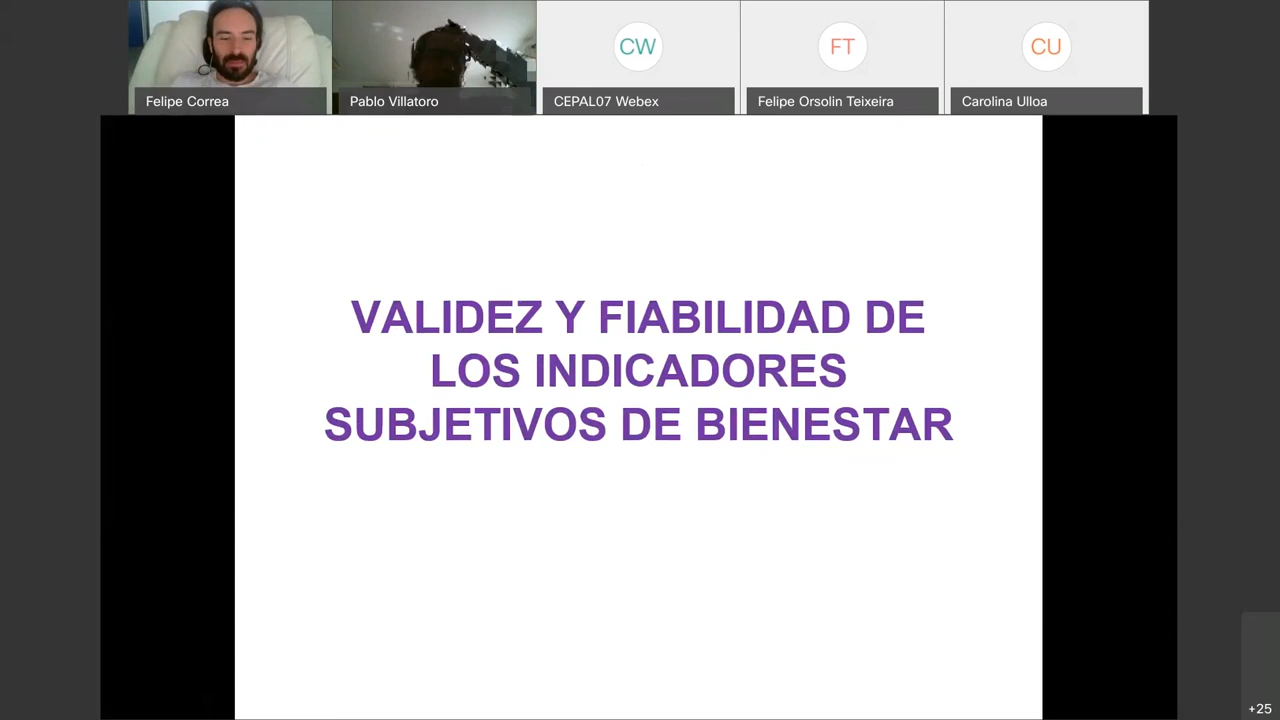 CW
FT
CU
Felipe Correa
Pablo Villatoro
CEPAL07 Webex
Felipe Orsolin Teixeira
Carolina Ulloa
VALIDEZ Y FIABILIDAD DE
LOS INDICADORES
SUBJETIVOS DE BIENESTAR
+25